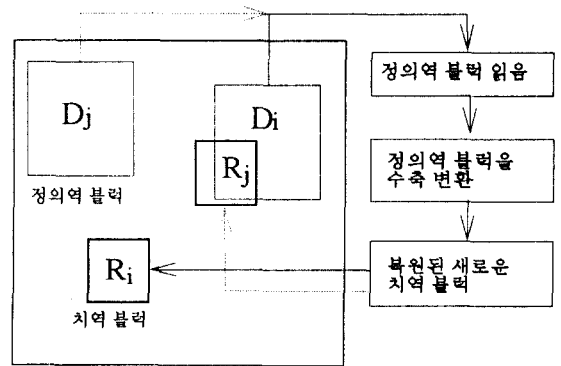 Dj
Di
Rj
정의역 블럭
Ri
치역 블럭
정의역 블럭 읽음
정의역 블럭을
수축 변환
복원된 새로운
치역 블럭